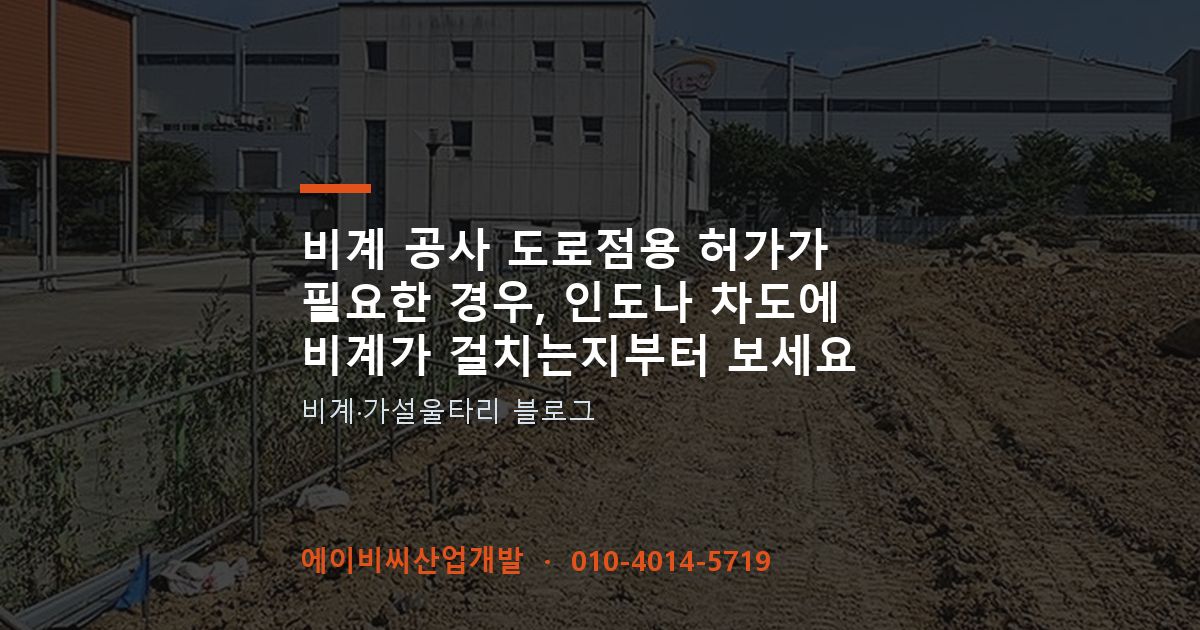 비계 공사 도로점용 허가가
필요한 경우, 인도나 차도에
비계가 걸치는지부터 보세요
비계·가설울타리 블로그
에이비씨산업개발 · 010-4014-5719